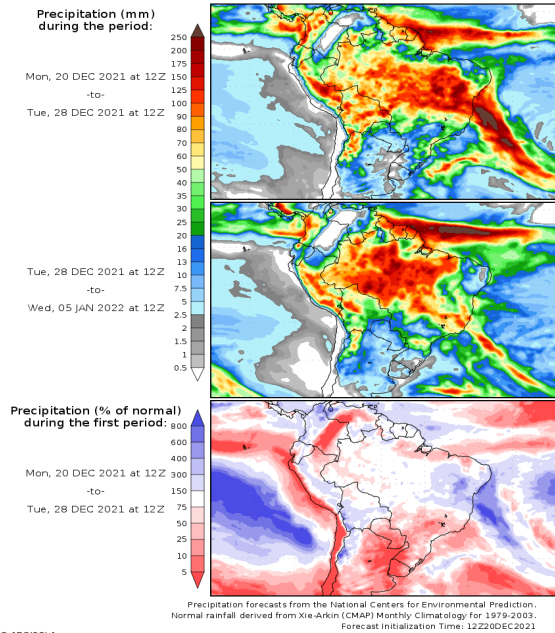 Precipitation (mm)
during the period:
Mon, 20 DEC 2021 at 12Z
-to-
Tue, 28 DEC 2021 at 12Z
250
200
175
150
125
100
90
80
70
60
50
40
35
30
25
20
16
13
10
7.5
5
2.5
2
1.5
1
0.5
Tue, 28 DEC 2021 at 12Z
-to-
Wed, 05 JAN 2022 at 12Z
Precipitation (% of normal)
during the first period:
Mon, 20 DEC 2021 at 12Z
-to-
Tue, 28 DEC 2021 at 12Z
800
600
400
300
150
75
50
25
10
5
Precipitation forecasts from the National Centers for Environmental Prediction.
Normal rainfall derived from Xie-Arkin (CMAP) Monthly Climatology for 1979-2003.
Forecast Initialization Time: 12Z20DEC2021